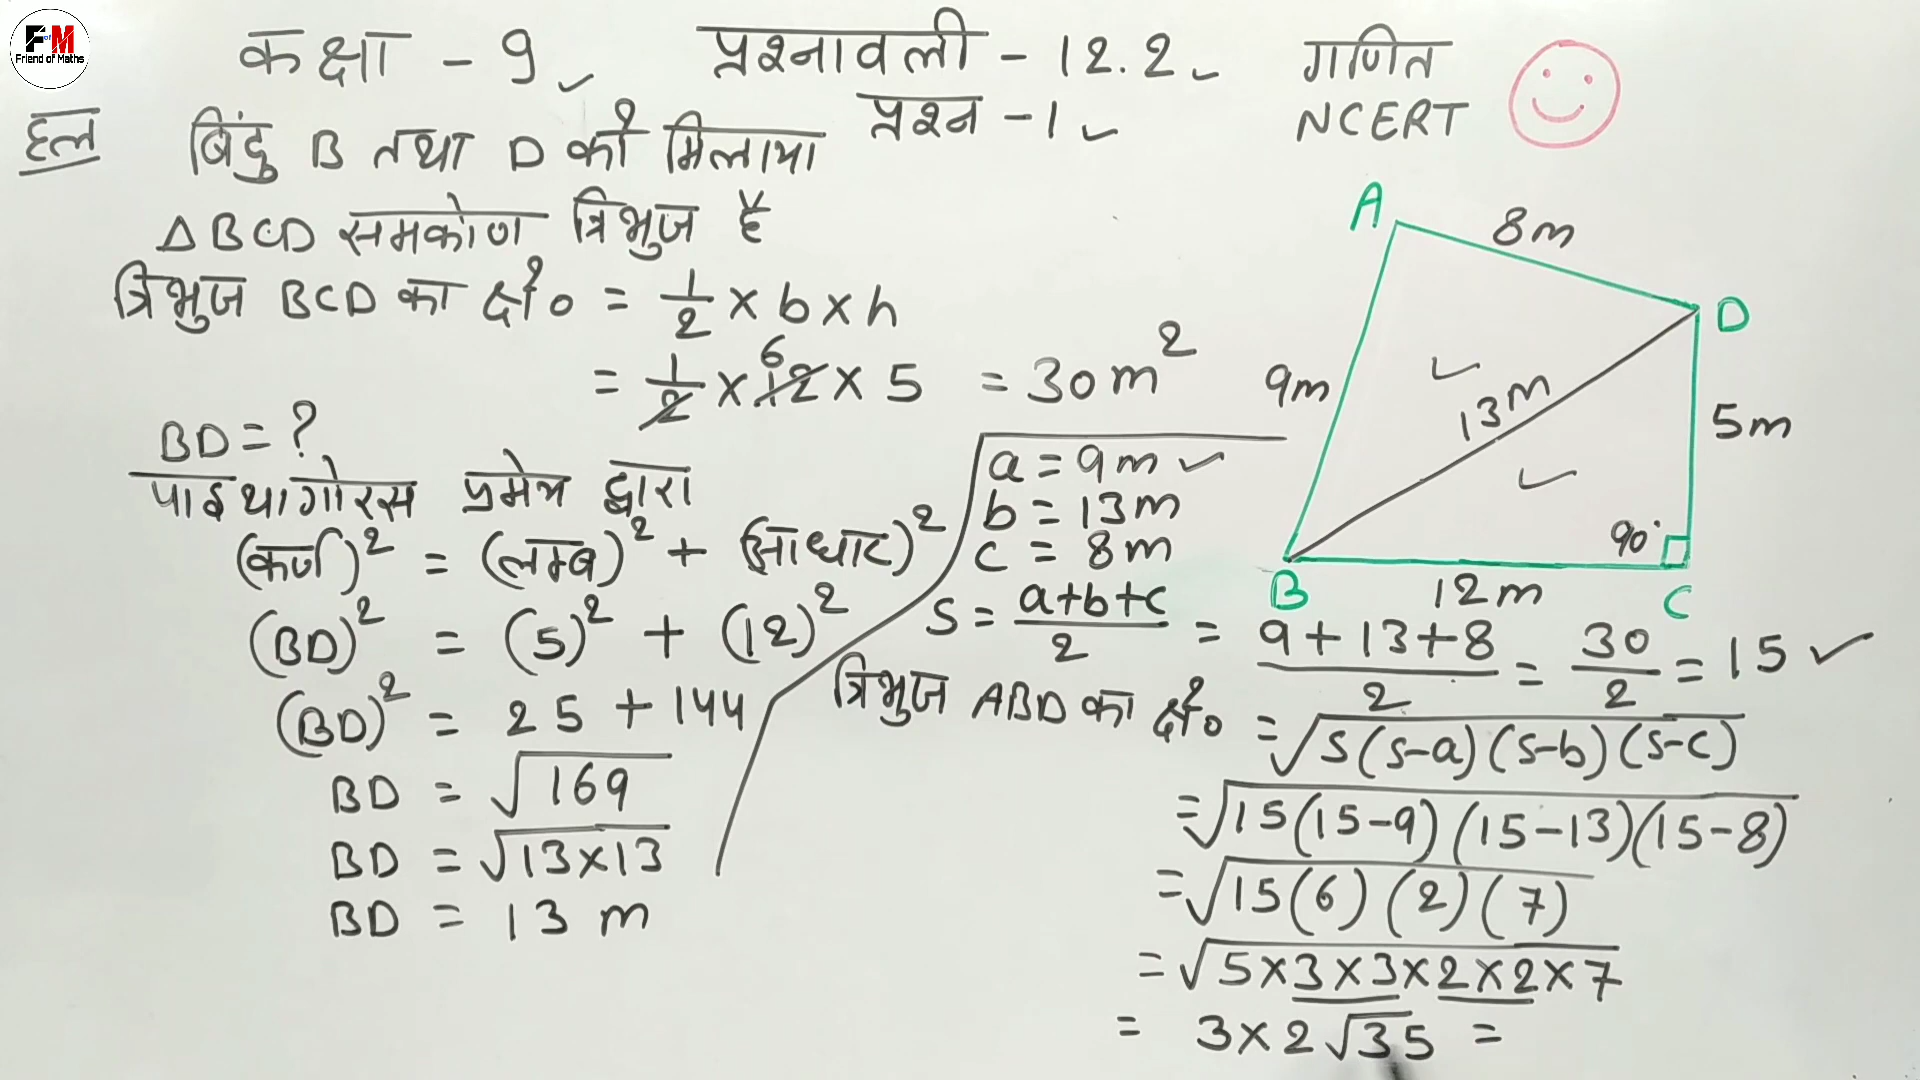 FofM
Friend of Maths
कक्षा - 9
प्रश्नावली - 12.2
गणित
NCERT
प्रश्न - 1
हल
बिंदु B तथा D को मिलाया
△BCD समकोण त्रिभुज है
त्रिभुज BCD का क्षे० = 1/2 × b × h
= 1/2 × 12 × 5 = 30m²
6
BD = ?
पाइथागोरस प्रमेय द्वारा
(कर्ण)² = (लम्ब)² + (आधार)²
(BD)² = (5)² + (12)²
(BD)² = 25 + 144
BD = √169
BD = √13×13
BD = 13 m
A
8m
D
9m
13m
5m
90°
B
12m
C
a = 9m
b = 13m
c = 8m
S = a+b+c/2 = 9+13+8/2 = 30/2 = 15
त्रिभुज ABD का क्षे० = √S(S-a)(S-b)(S-c)
= √15(15-9)(15-13)(15-8)
= √15(6)(2)(7)
= √5×3×3×2×2×7
= 3×2√35 =